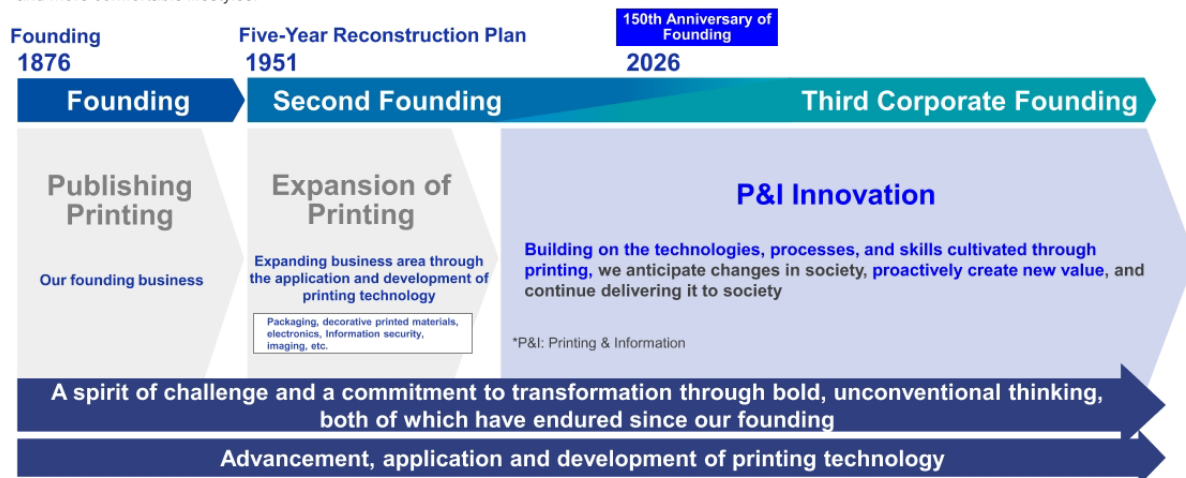 and more comfortable lifestyles.
150th Anniversary of
Founding
Founding
1876
Five-Year Reconstruction Plan
1951
2026
Founding
Second Founding
Third Corporate Founding
Publishing
Printing
Our founding business
Expansion of
Printing
Expanding business area through
the application and development of
printing technology
Packaging, decorative printed materials,
electronics, Information security,
imaging, etc.
P&I Innovation
Building on the technologies, processes, and skills cultivated through
printing, we anticipate changes in society, proactively create new value, and
continue delivering it to society
*P&I: Printing & Information
A spirit of challenge and a commitment to transformation through bold, unconventional thinking,
both of which have endured since our founding
Advancement, application and development of printing technology